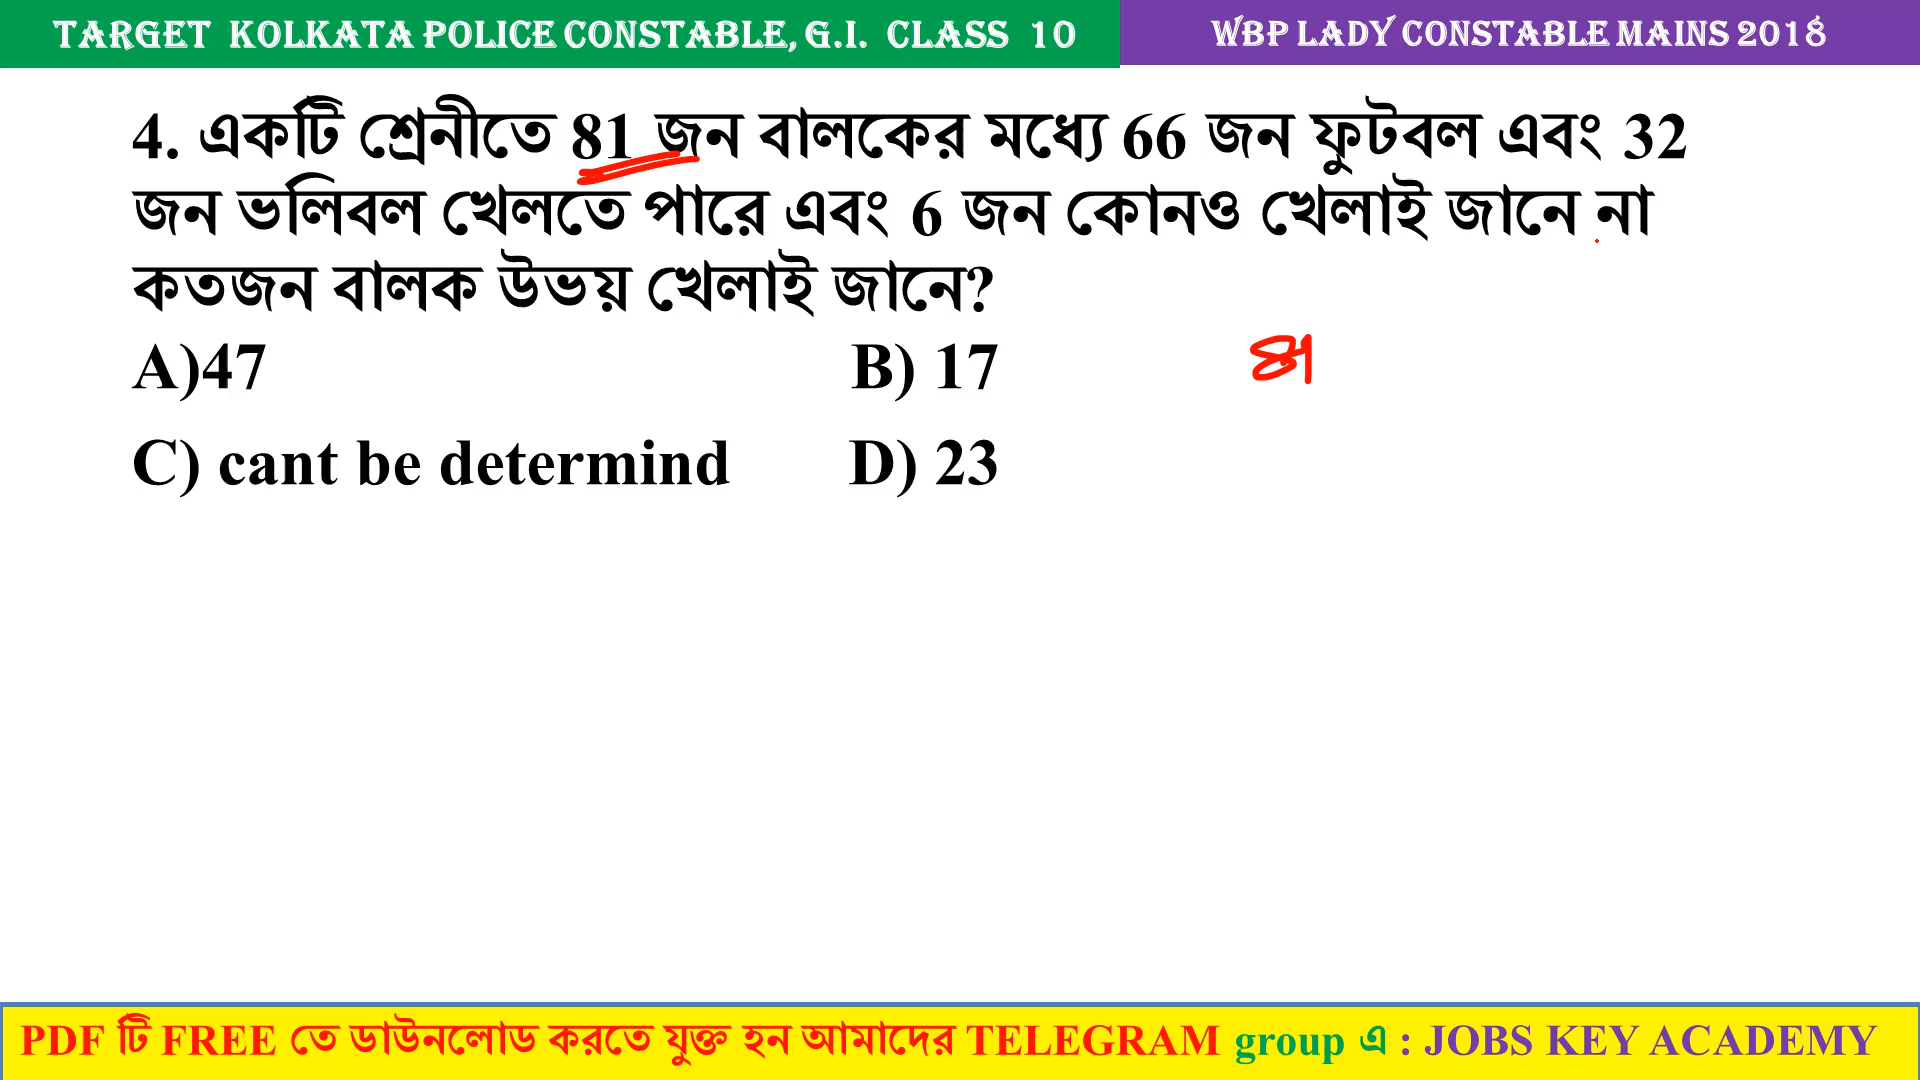 TARGET KOLKATA POLICE CONSTABLE, G.I. CLASS 10
WBP LADY CONSTABLE MAINS 2018
4. একটি শ্রেনীতে 81 জন বালকের মধ্যে 66 জন ফুটবল এবং 32
জন ভলিবল খেলতে পারে এবং 6 জন কোনও খেলাই জানে না
কতজন বালক উভয় খেলাই জানে?
A)47 B) 17
81
C) cant be determind D) 23
PDF টি FREE তে ডাউনলোড করতে যুক্ত হন আমাদের TELEGRAM group এ : JOBS KEY ACADEMY